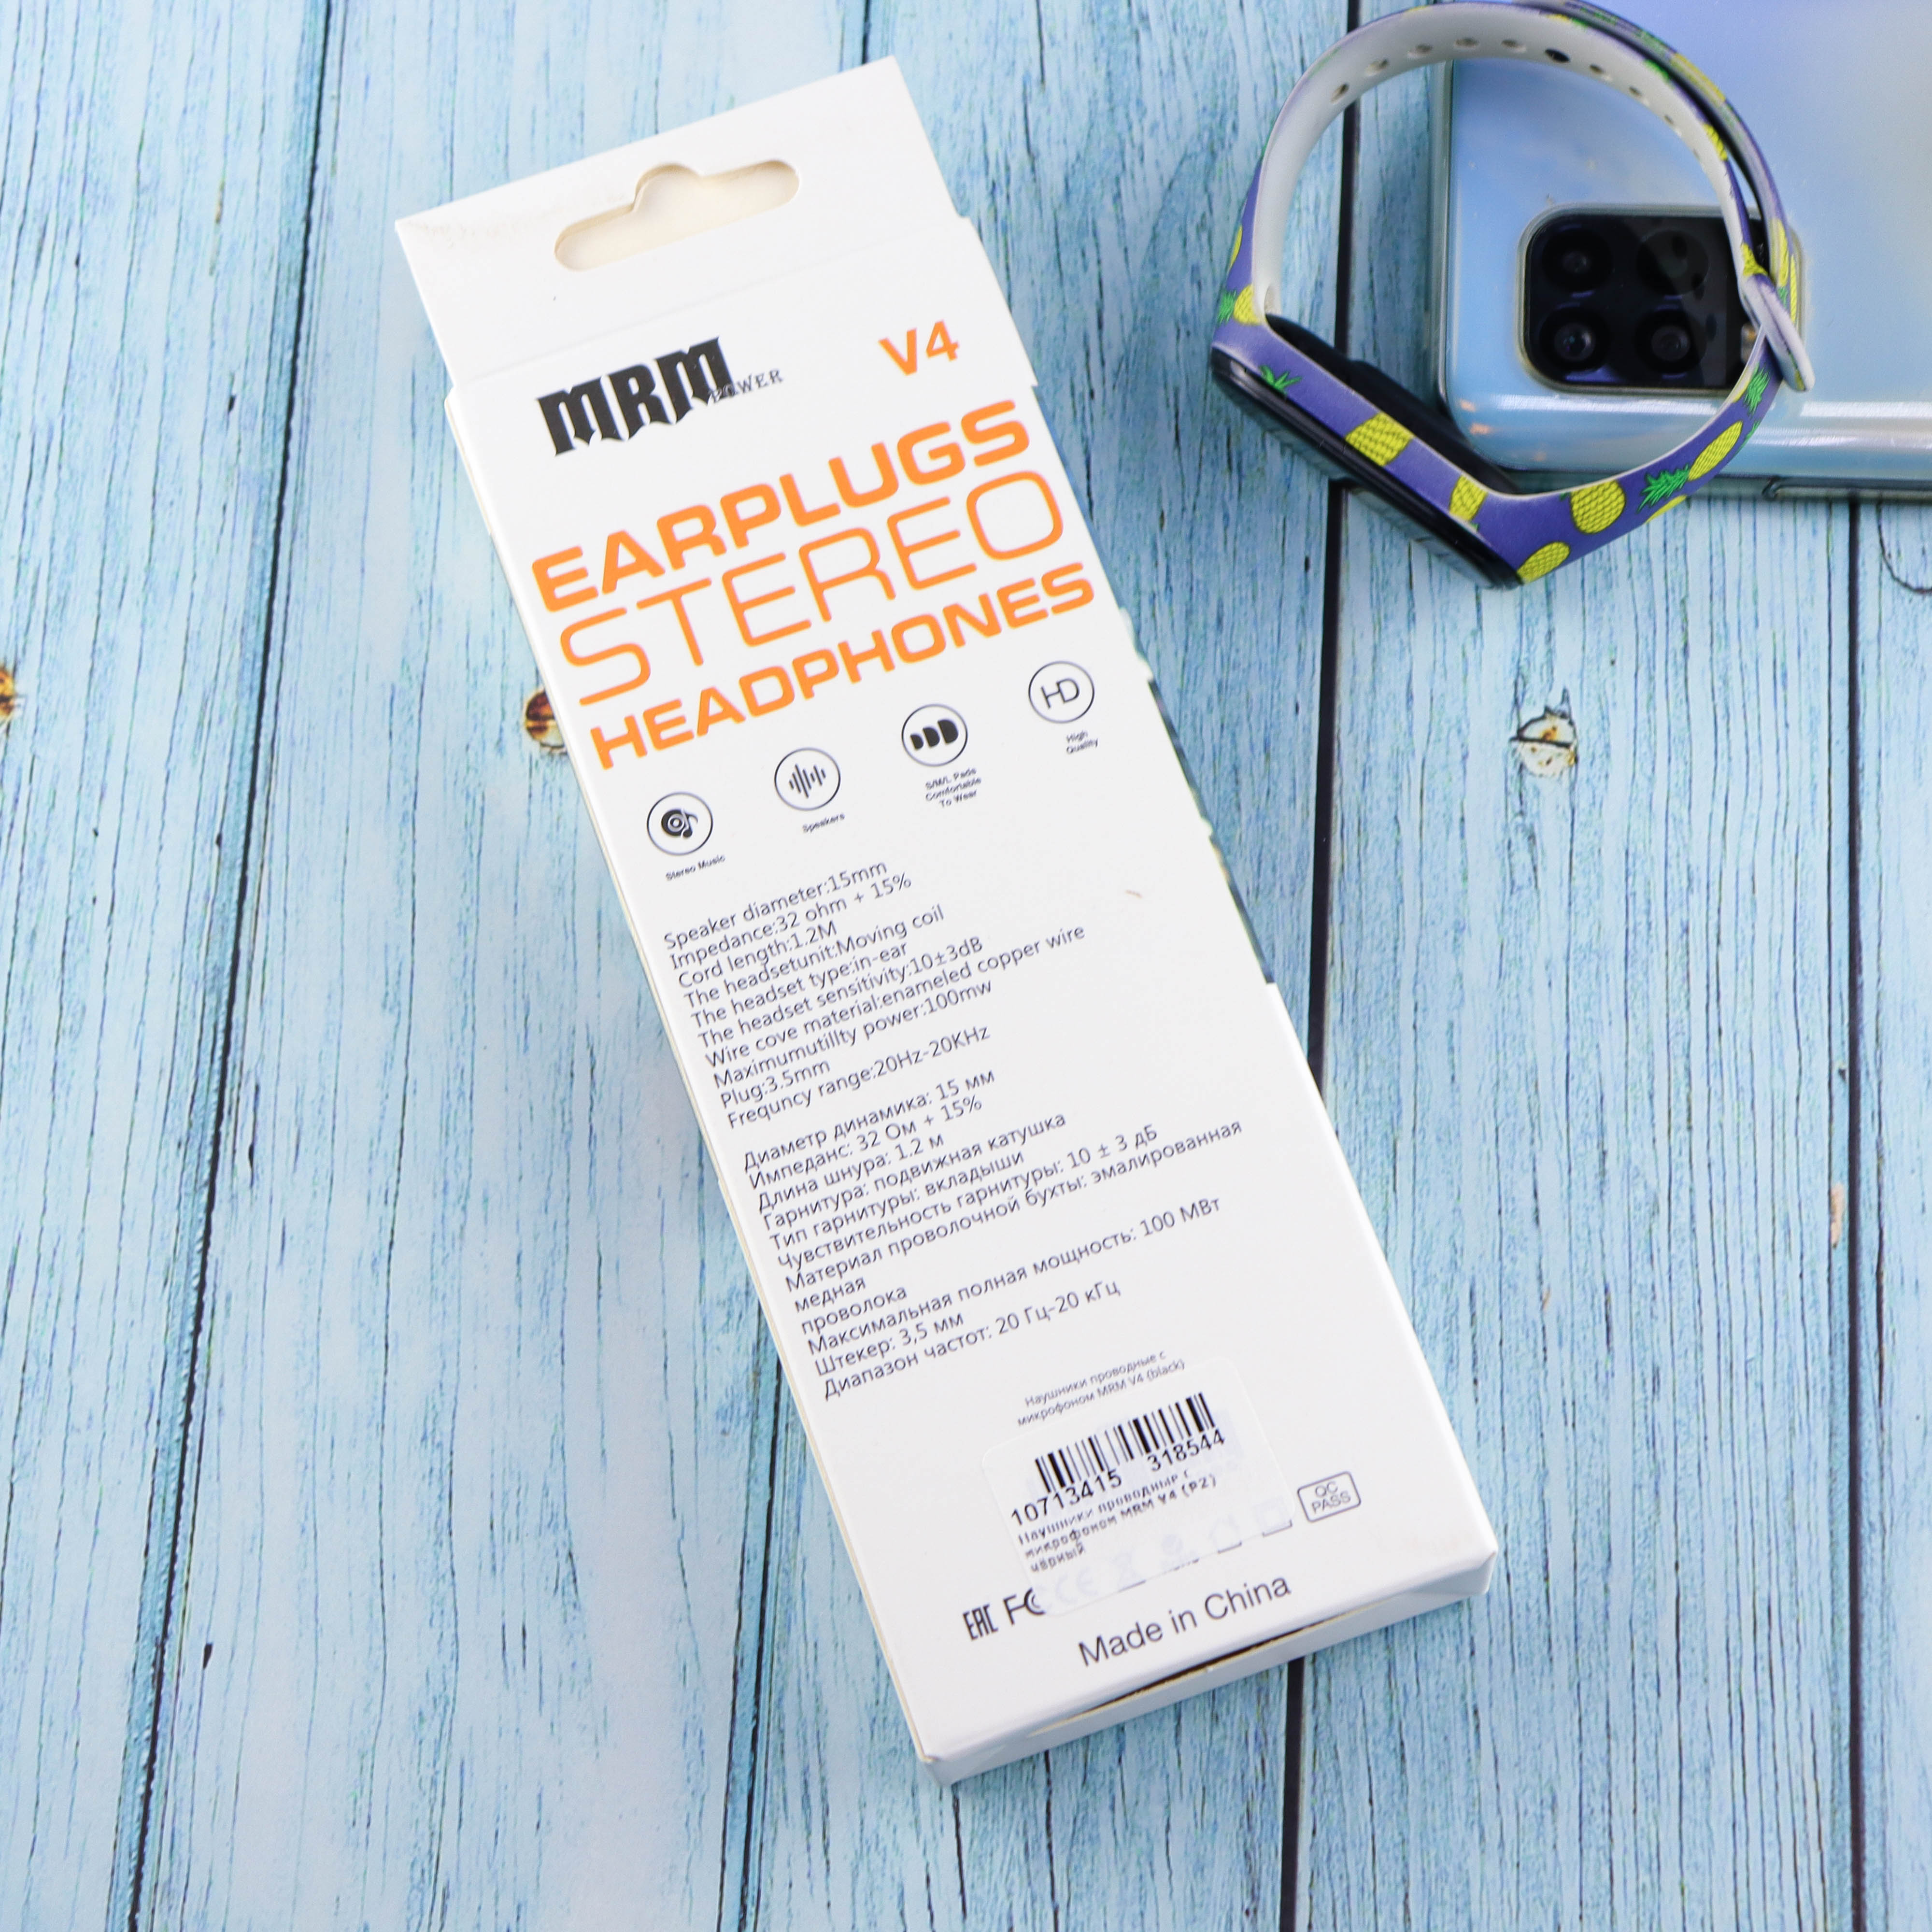 MRM POWER
V4
EARPLUGS
STEREO
HEADPHONES
Stereo Music
Speakers
S/M/L Pads
Comfortable
To Wear
HD
High
Quality
Speaker diameter:15mm
Impedance:32 ohm + 15%
Cord length:1.2M
The headsetunit:Moving coil
The headset type:in-ear
The headset sensitivity:10±3dB
Wire cove material:enameled copper wire
Maximumutillty power:100mw
Plug:3.5mm
Frequncy range:20Hz-20KHz
Диаметр динамика: 15 мм
Импеданс: 32 Ом + 15%
Длина шнура: 1.2 м
Гарнитура: подвижная катушка
Тип гарнитуры: вкладыши
Чувствительность гарнитуры: 10 ± 3 дБ
Материал проволочной бухты: эмалированная
медная
проволока
Максимальная полная мощность: 100 МВт
Штекер: 3,5 мм
Диапазон частот: 20 Гц-20 кГц
Наушники проводные с
микрофоном MRM V4 (black)
10713415 318544
Наушники проводные с
микрофоном MRM V4 (P2)
чёрный
QC
PASS
EAC FC CE
Made in China